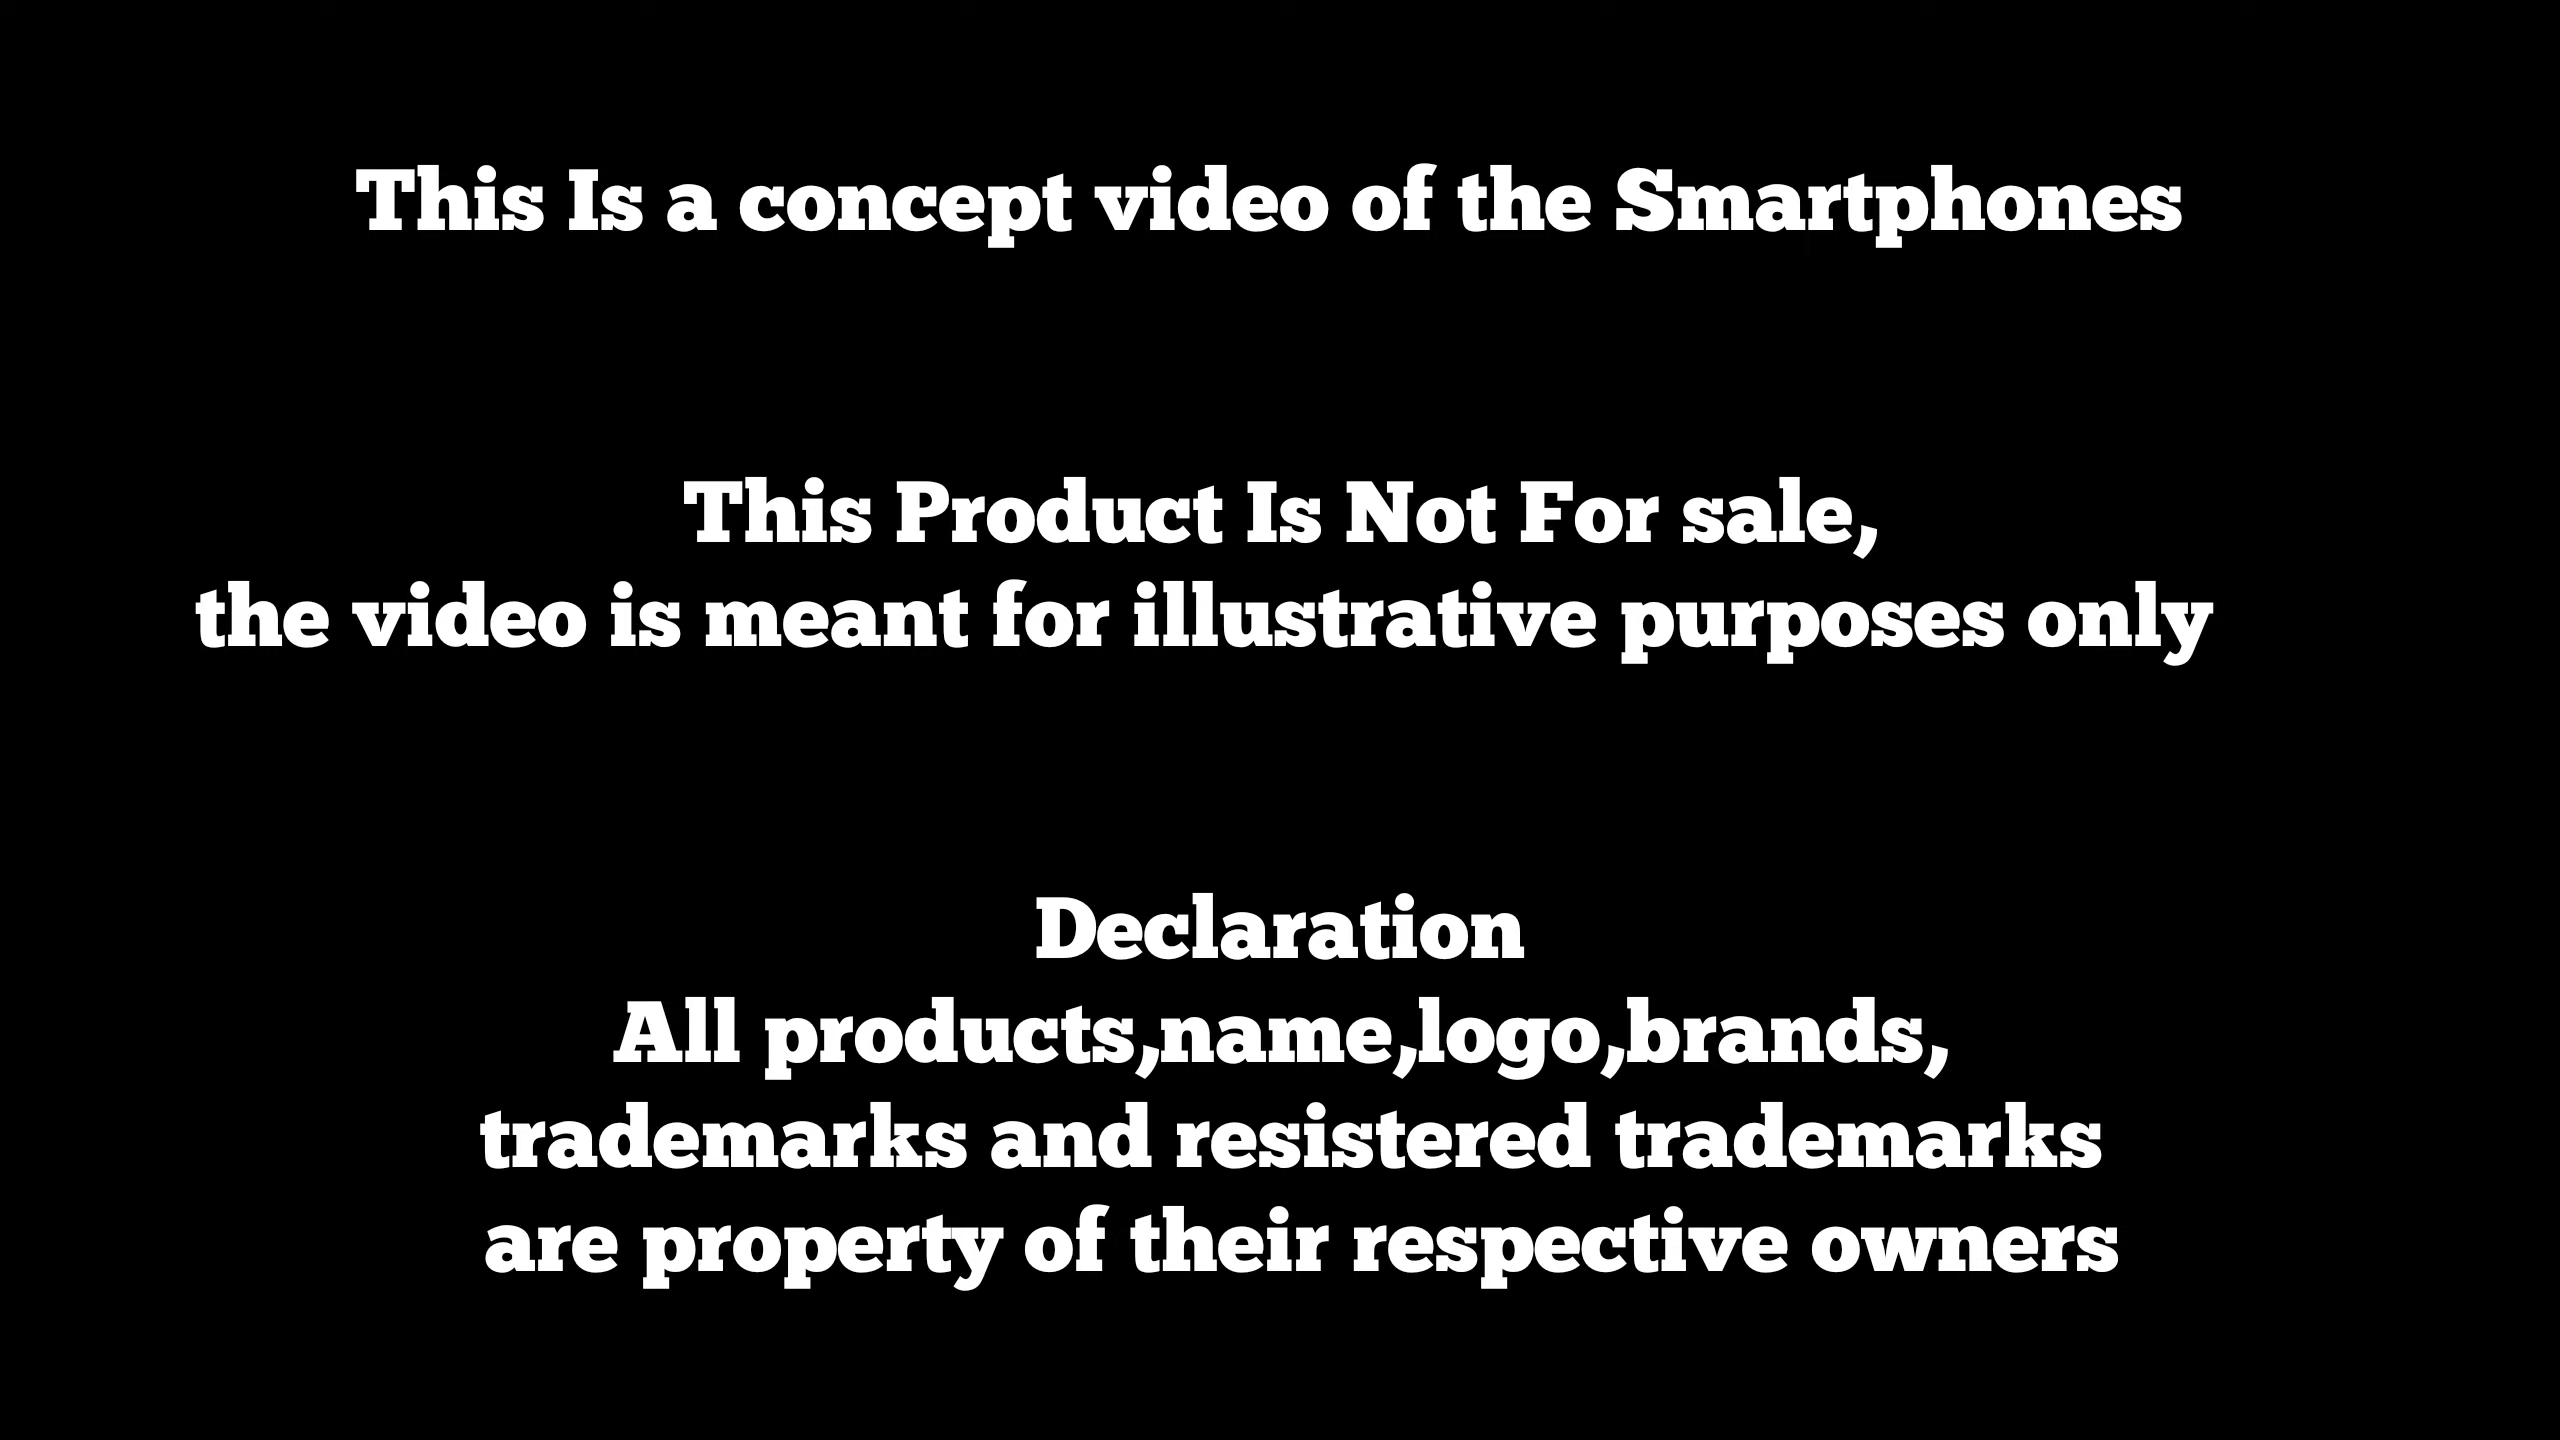 This Is a concept video of the Smartphones
This Product Is Not For sale,
the video is meant for illustrative purposes only
Declaration
All products,name,logo,brands,
trademarks and resistered trademarks
are property of their respective owners